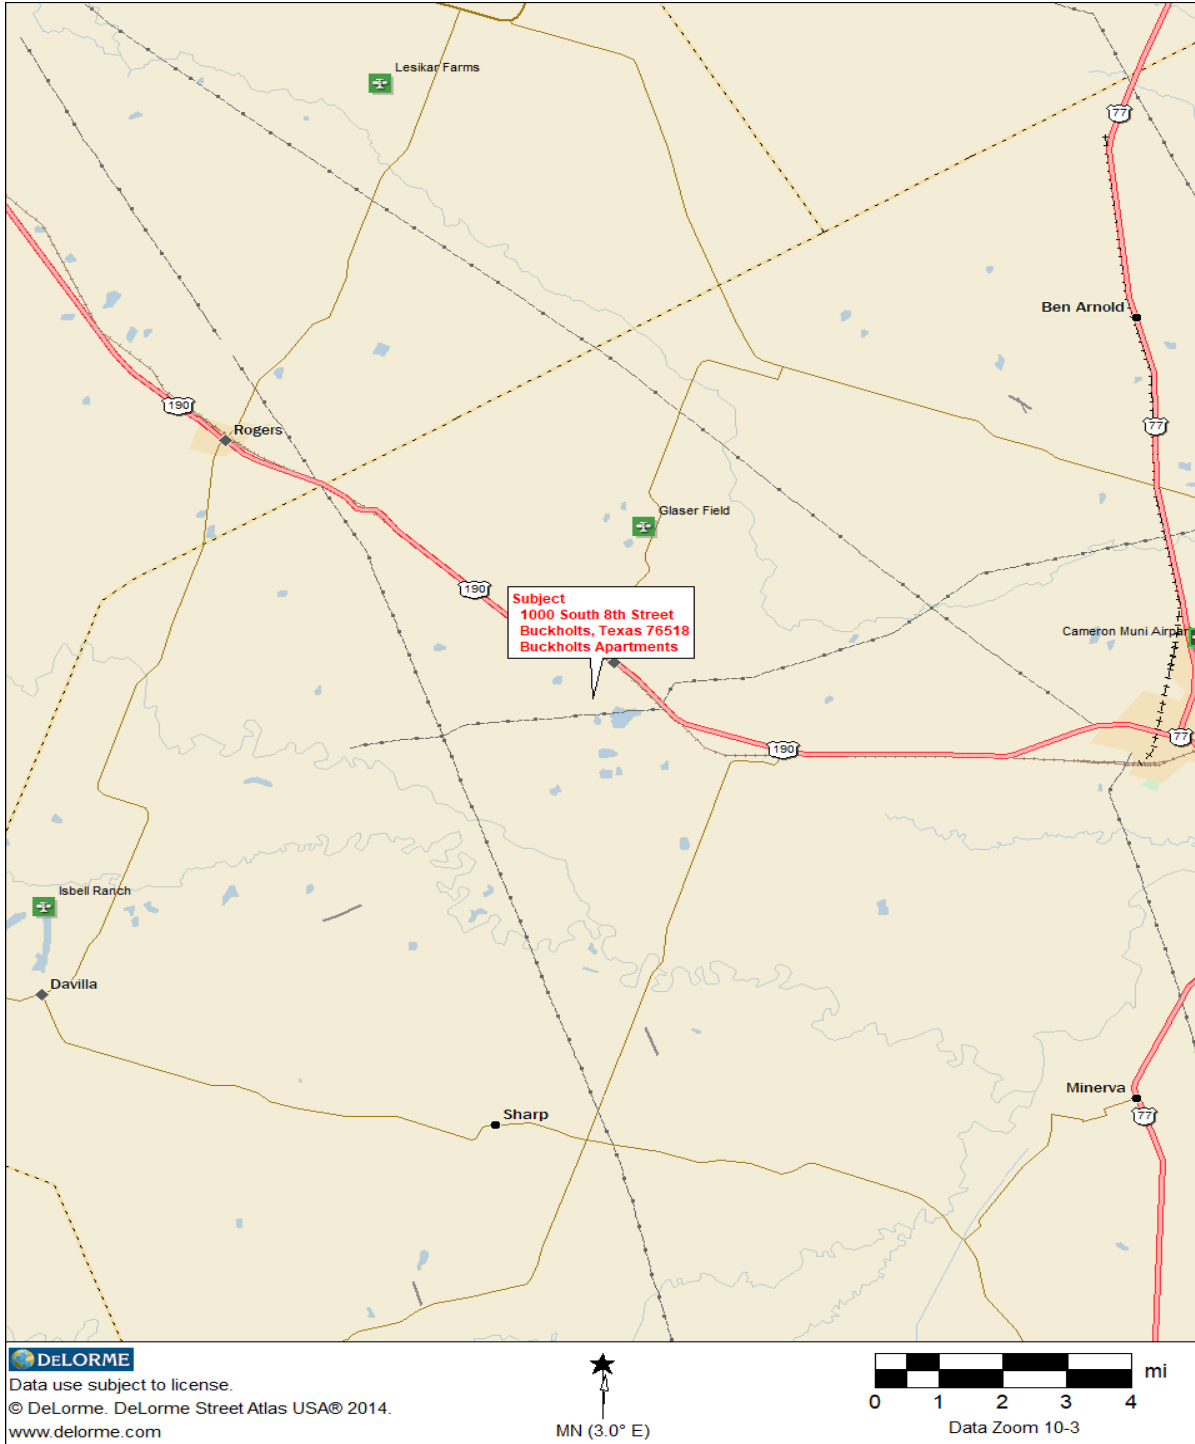 Lesikar Farms
77
Ben Arnold
190
Rogers
77
Glaser Field
190
Subject
1000 South 8th Street
Buckholts, Texas 76518
Buckholts Apartments
Cameron Muni Airpar
77
190
Isbell Ranch
Davilla
Minerva
77
Sharp
DELORME
Data use subject to license.
© DeLorme. DeLorme Street Atlas USA® 2014.
www.delorme.com
MN (3.0° E)
mi
0 1 2 3 4
Data Zoom 10-3